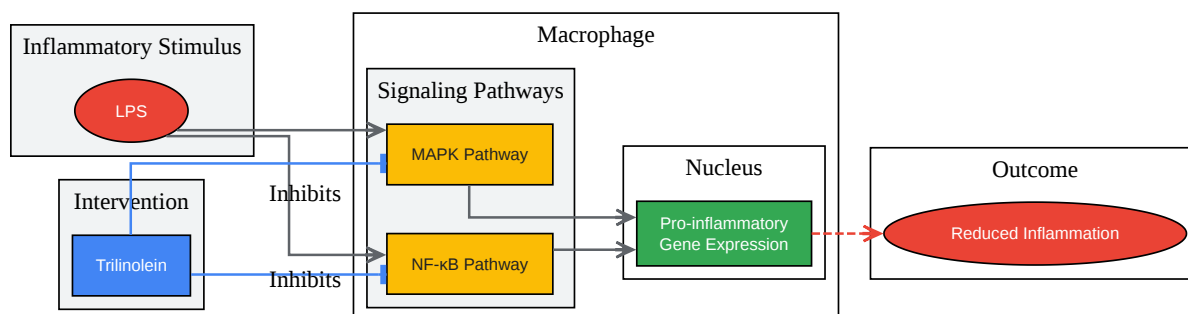 Inflammatory Stimulus
LPS
Intervention
Trilinolein
Inhibits
Inhibits
Macrophage
Signaling Pathways
MAPK Pathway
NF-κB Pathway
Nucleus
Pro-inflammatory
Gene Expression
Outcome
Reduced Inflammation